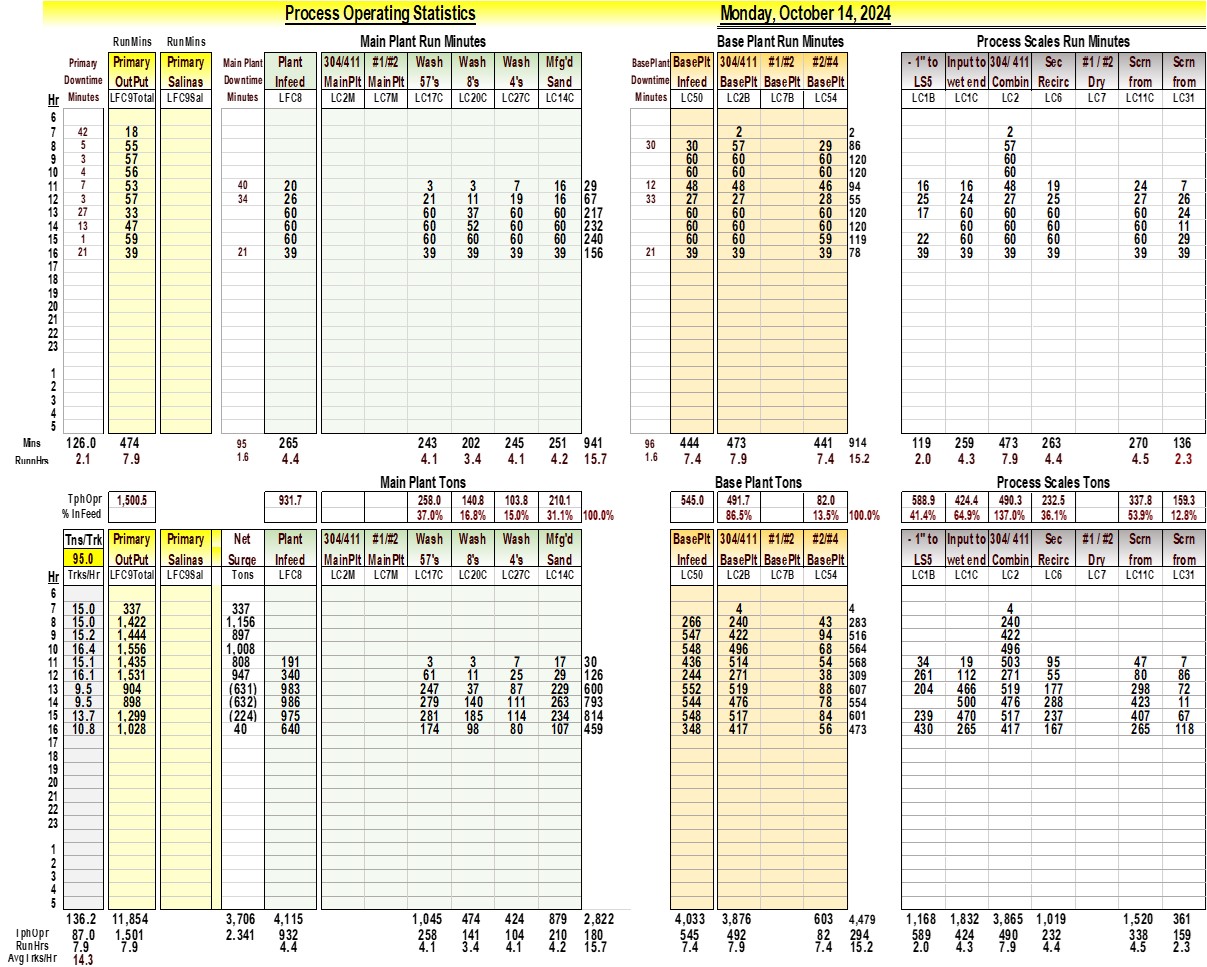 Process Operating Statistics Monday, October 14, 2024
RunMins RunMins Main Plant Run Minutes Base Plant Run Minutes Process Scales Run Minutes
Primary Primary Primary Main Plant Plant 304/411 #1/#2 Wash Wash Wash Mfg'd BasePlant BasePlt 304/411 #1/#2 #2/#4 - 1" to Input to 304/ 411 Sec #1 / #2 Scrn Scrn
Downtime OutPut Salinas Downtime Infeed MainPlt MainPlt 57's 8's 4's Sand Downtime Infeed BasePlt BasePlt BasePlt LS5 wet end Combin Recirc Dry from from
Hr Minutes LFC9Total LFC9Sal Minutes LFC8 LC2M LC7M LC17C LC20C LC27C LC14C Minutes LC50 LC2B LC7B LC54 LC1B LC1C LC2 LC6 LC7 LC11C LC31
6
7 42 18 2 2 2
8 5 55 30 30 57 29 86 57
9 3 57 60 60 60 120 60
10 4 56 60 60 60 120 60
11 7 53 40 20 3 3 7 16 29 12 48 48 46 94 16 16 48 19 24 7
12 3 57 34 26 21 11 19 16 67 33 27 27 28 55 25 24 27 25 27 26
13 27 33 60 60 37 60 60 217 60 60 60 120 17 60 60 60 60 24
14 13 47 60 60 52 60 60 232 60 60 60 120 60 60 60 60 11
15 1 59 60 60 60 60 60 240 60 60 59 119 22 60 60 60 60 29
16 21 39 21 39 39 39 39 39 156 21 39 39 39 78 39 39 39 39 39 39
17
18
19
20
21
22
23
1
2
3
4
5
Mins 126.0 474 95 265 243 202 245 251 941 96 444 473 441 914 119 259 473 263 270 136
RunnHrs 2.1 7.9 1.6 4.4 4.1 3.4 4.1 4.2 15.7 1.6 7.4 7.9 7.4 15.2 2.0 4.3 7.9 4.4 4.5 2.3
Main Plant Tons Base Plant Tons Process Scales Tons
TphOpr 1,500.5 931.7 258.0 140.8 103.8 210.1 545.0 491.7 82.0 588.9 424.4 490.3 232.5 337.8 159.3
% InFeed 37.0% 16.8% 15.0% 31.1% 100.0% 86.5% 13.5% 100.0% 41.4% 64.9% 137.0% 36.1% 53.9% 12.8%
Tns/Trk Primary Primary Net Plant 304/411 #1/#2 Wash Wash Wash Mfg'd BasePlt 304/411 #1/#2 #2/#4 - 1" to Input to 304/ 411 Sec #1 / #2 Scrn Scrn
95.0 OutPut Salinas Surge Infeed MainPlt MainPlt 57's 8's 4's Sand Infeed BasePlt BasePlt BasePlt LS5 wet end Combin Recirc Dry from from
Hr Trks/Hr LFC9Total LFC9Sal Tons LFC8 LC2M LC7M LC17C LC20C LC27C LC14C LC50 LC2B LC7B LC54 LC1B LC1C LC2 LC6 LC7 LC11C LC31
6
7 15.0 337 337 4 4 4
8 15.0 1,422 1,156 266 240 43 283 240
9 15.2 1,444 897 547 422 94 516 422
10 16.4 1,556 1,008 548 496 68 564 496
11 15.1 1,435 808 191 3 3 7 17 30 436 514 54 568 34 19 503 95 47 7
12 16.1 1,531 947 340 61 11 25 29 126 244 271 38 309 261 112 271 55 80 86
13 9.5 904 (631) 983 247 37 87 229 600 552 519 88 607 204 466 519 177 298 72
14 9.5 898 (632) 986 279 140 111 263 793 544 476 78 554 500 476 288 423 11
15 13.7 1,299 (224) 975 281 185 114 234 814 548 517 84 601 239 470 517 237 407 67
16 10.8 1,028 40 640 174 98 80 107 459 348 417 56 473 430 265 417 167 265 118
17
18
19
20
21
22
23
1
2
3
4
5
136.2 11,854 3,706 4,115 1,045 474 424 879 2,822 4,033 3,876 603 4,479 1,168 1,832 3,865 1,019 1,520 361
TphOpr 87.0 1,501 2.341 932 258 141 104 210 180 545 492 82 294 589 424 490 232 338 159
RunHrs 7.9 7.9 4.4 4.1 3.4 4.1 4.2 15.7 7.4 7.9 7.4 15.2 2.0 4.3 7.9 4.4 4.5 2.3
AvgTrks/Hr 14.3